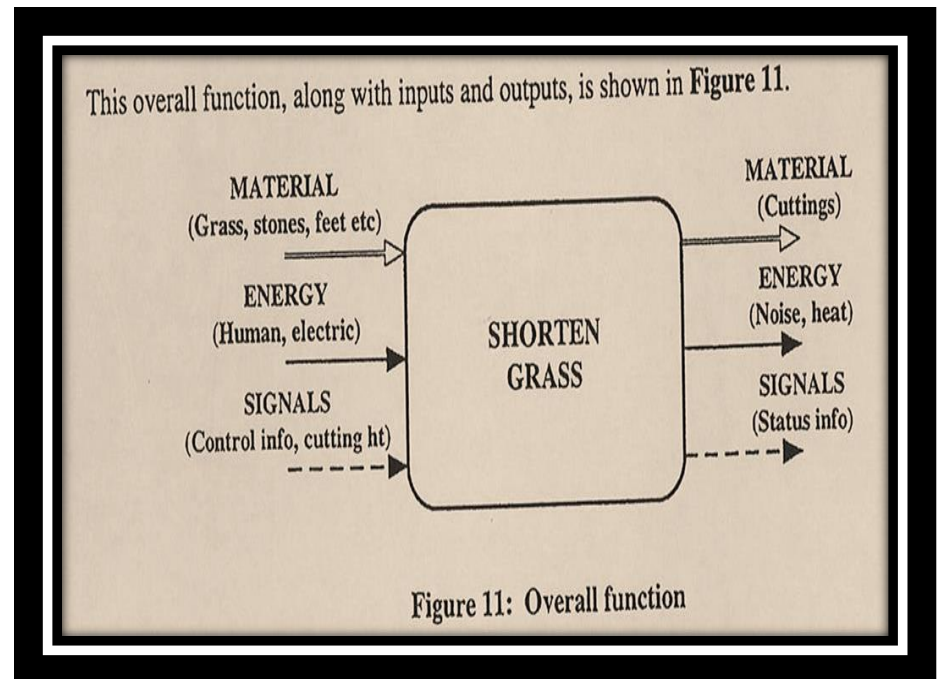 This overall function, along with inputs and outputs, is shown in Figure 11.
MATERIAL
(Grass, stones, feet etc)
ENERGY
(Human, electric)
SIGNALS
(Control info, cutting ht)
SHORTEN
GRASS
MATERIAL
(Cuttings)
ENERGY
(Noise, heat)
SIGNALS
(Status info)
Figure 11: Overall function